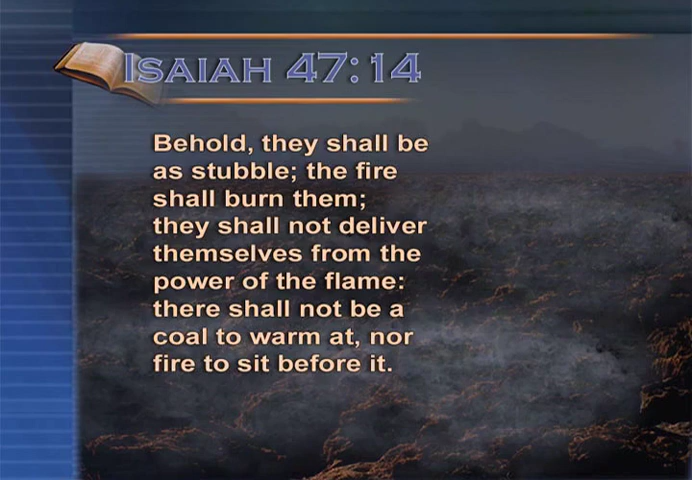 Isaiah 47:14
Behold, they shall be
as stubble; the fire
shall burn them;
they shall not deliver
themselves from the
power of the flame:
there shall not be a
coal to warm at, nor
fire to sit before it.